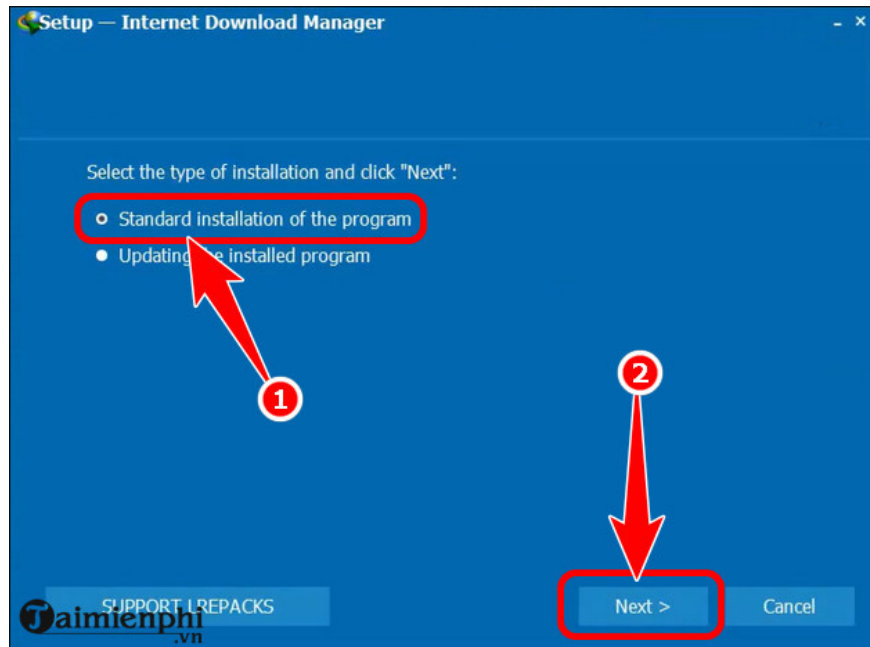 Setup — Internet Download Manager
Select the type of installation and click "Next":
Standard installation of the program
Updating the installed program
1
2
SUPPORT LREPACKS
Next >
Cancel
Taimienphi
.vn